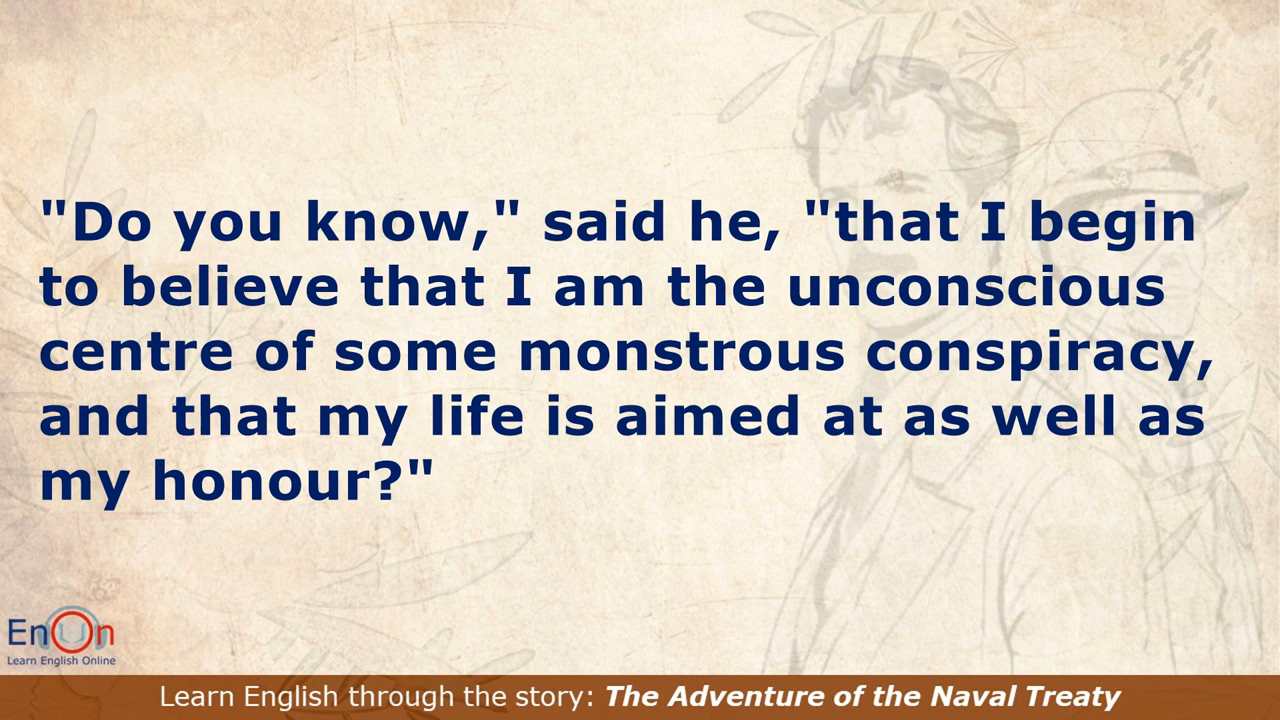 "Do you know," said he, "that I begin
to believe that I am the unconscious
centre of some monstrous conspiracy,
and that my life is aimed at as well as
my honour?"
EnOn
Learn English Online
Learn English through the story: The Adventure of the Naval Treaty